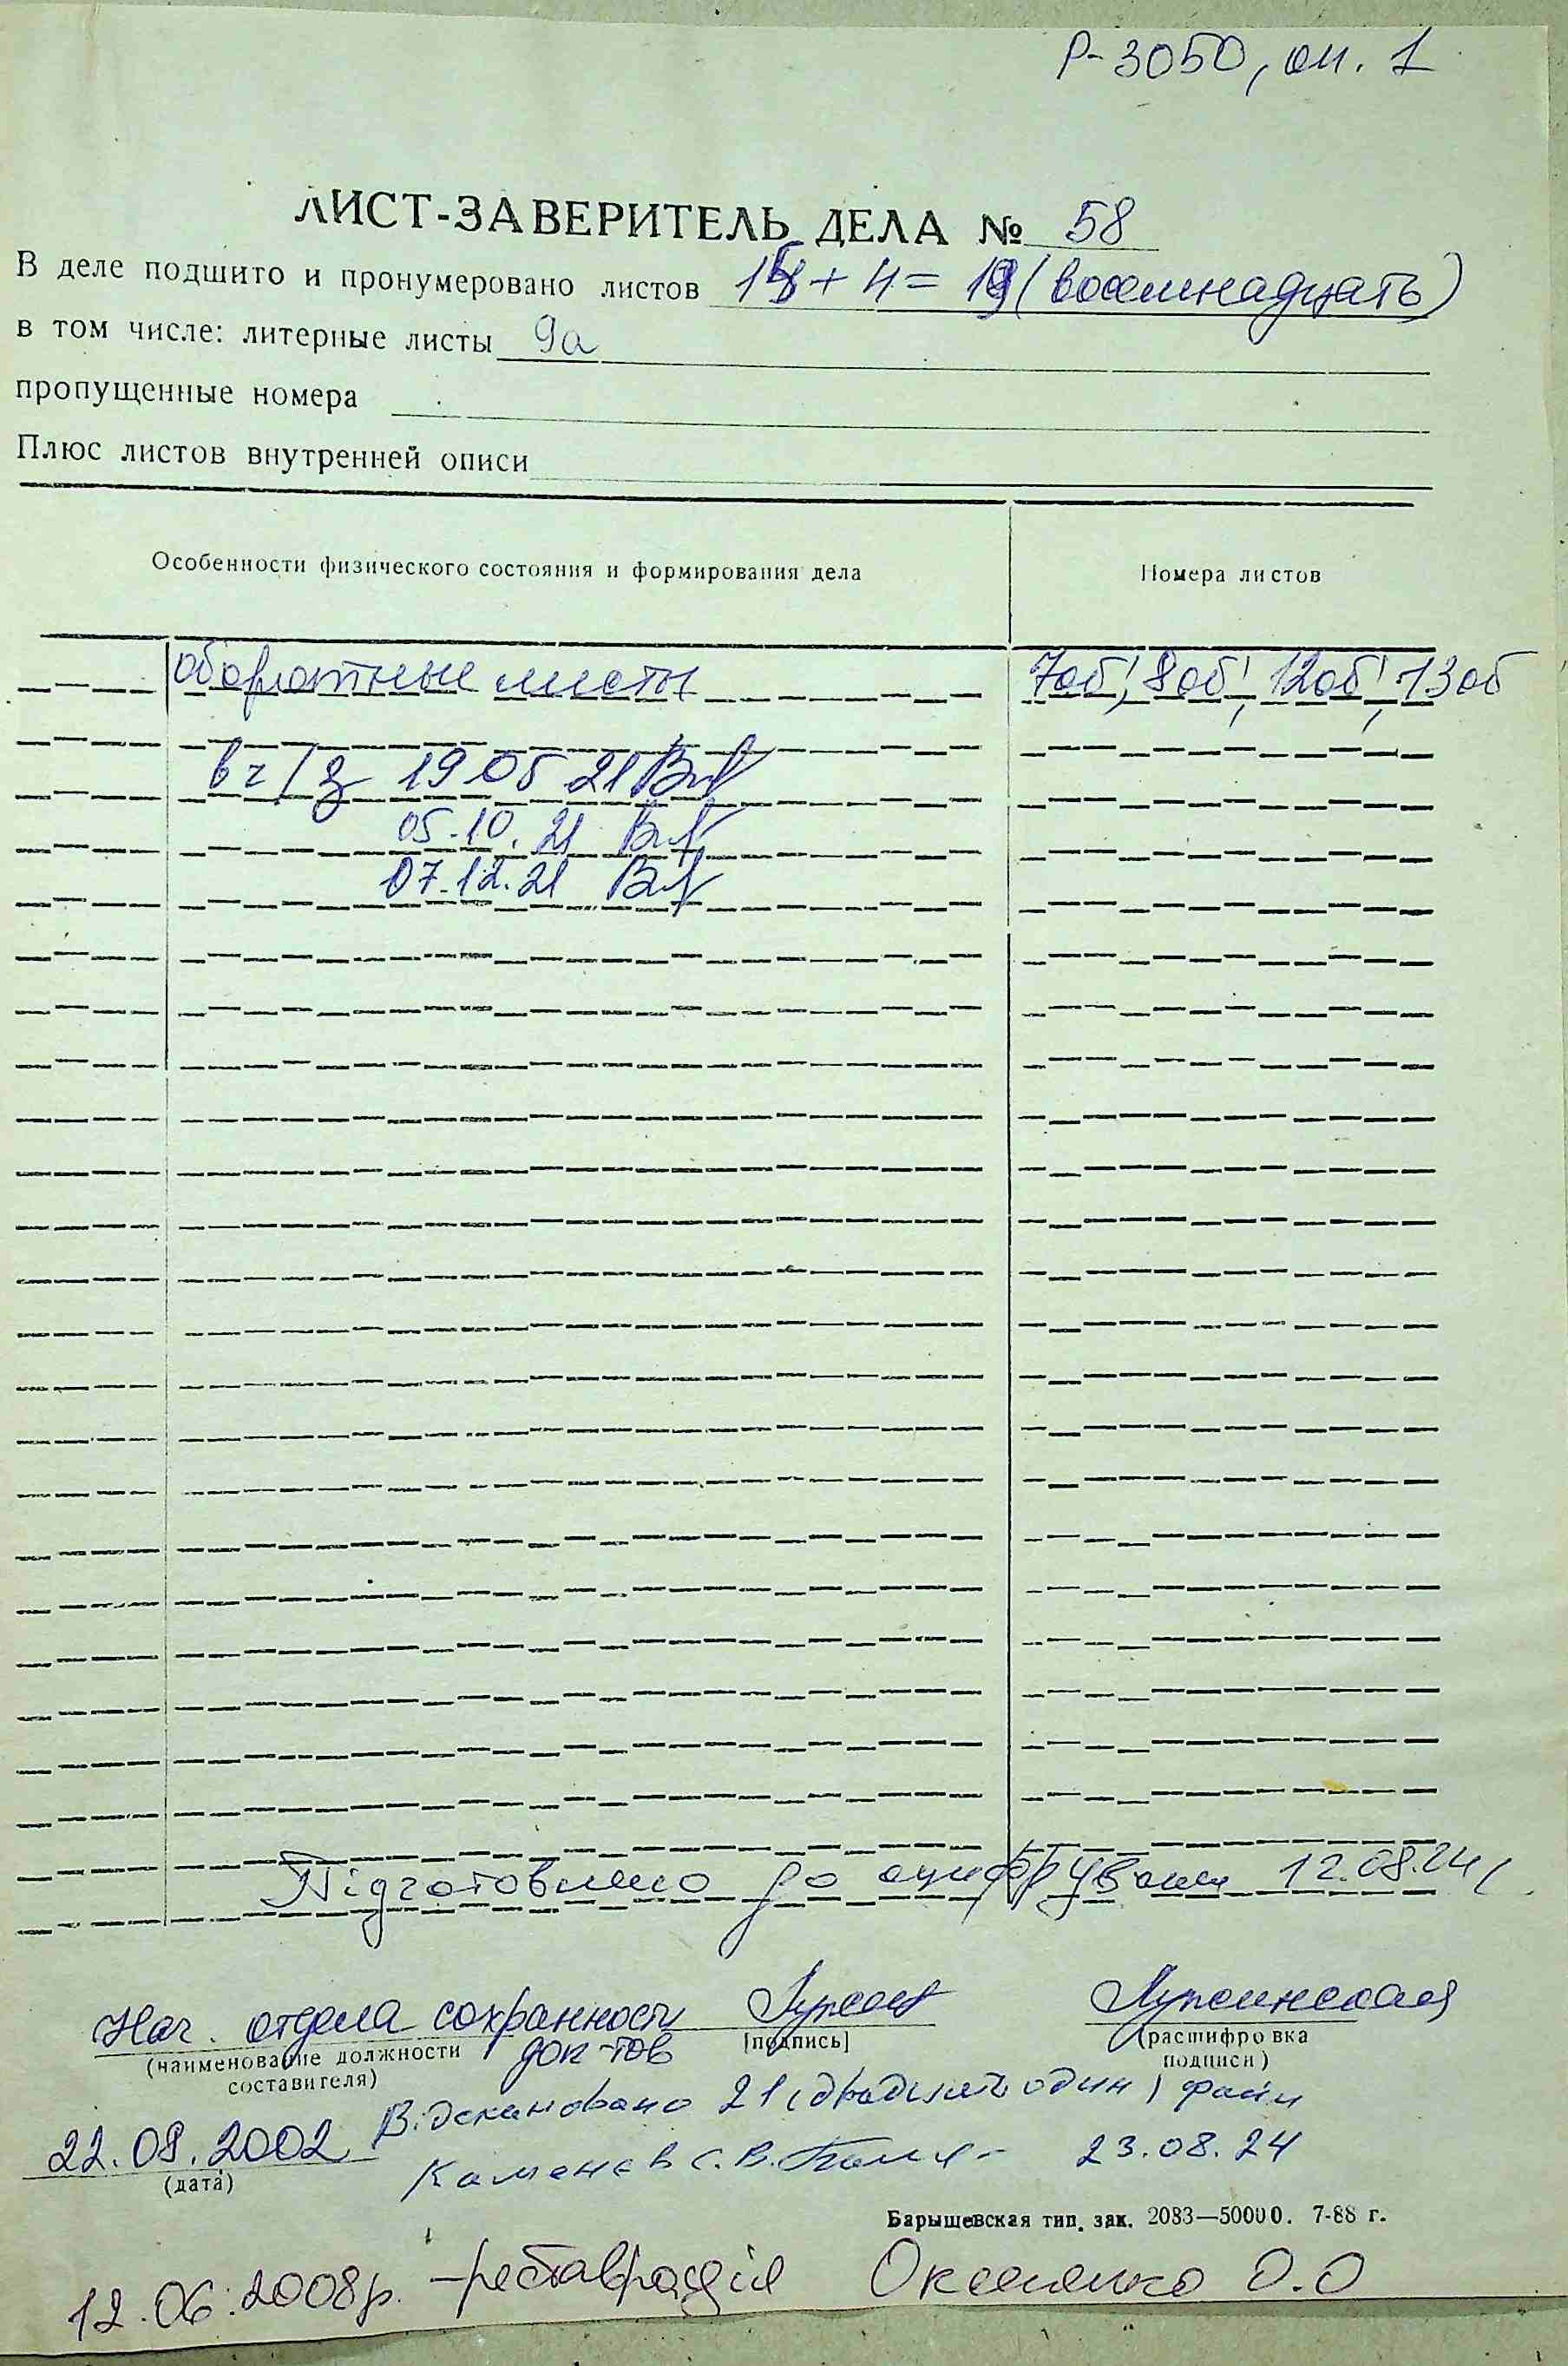 Р-3050, оп. 1
ЛИСТ-ЗАВЕРИТЕЛЬ ДЕЛА № 58
В деле подшито и пронумеровано листов + 4 = (восемнадцать)
в том числе: литерные листы 9а
пропущенные номера
Плюс листов внутренней описи
Особенности физического состояния и формирования дела Номера листов
оборотные листы 7об, 8об, 12об, 13об
19 05 21
05.10.21
07.12.21
Підготовлено до оцифрування 12.08.24
Нач. отдела сохранности Лужинская
(наименование должности док-тов [подпись] (расшифровка
составителя) подписи)
Відскановано 21 (двадцять один) файл
22.08.2002
(дата)
Каменев С.В. 23.08.24
Барышевская тип. зак. 2083—50000. 7-88 г.
12.06.2008р. - реставрація О.О